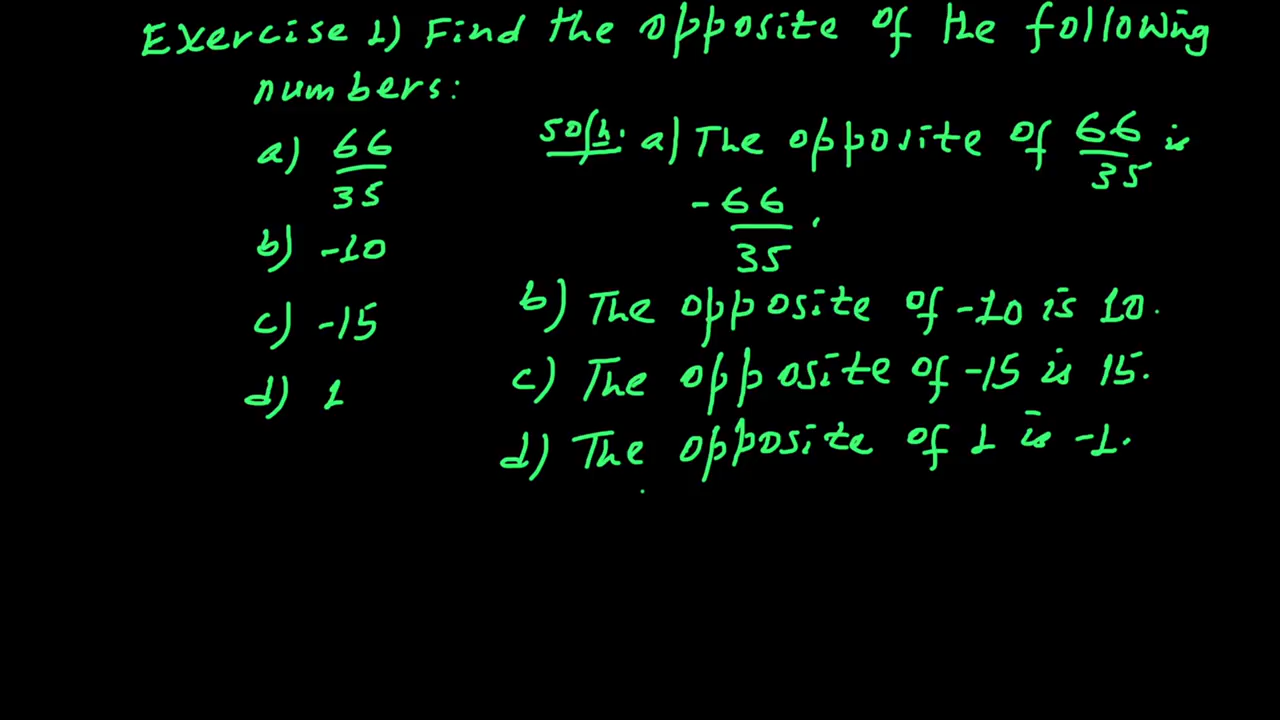 Exercise 1) Find the opposite of the following
numbers:
a) 66/35
b) -10
c) -15
d) 1
Soln. a) The opposite of 66/35 is
-66/35.
b) The opposite of -10 is 10.
c) The opposite of -15 is 15.
d) The opposite of 1 is -1.